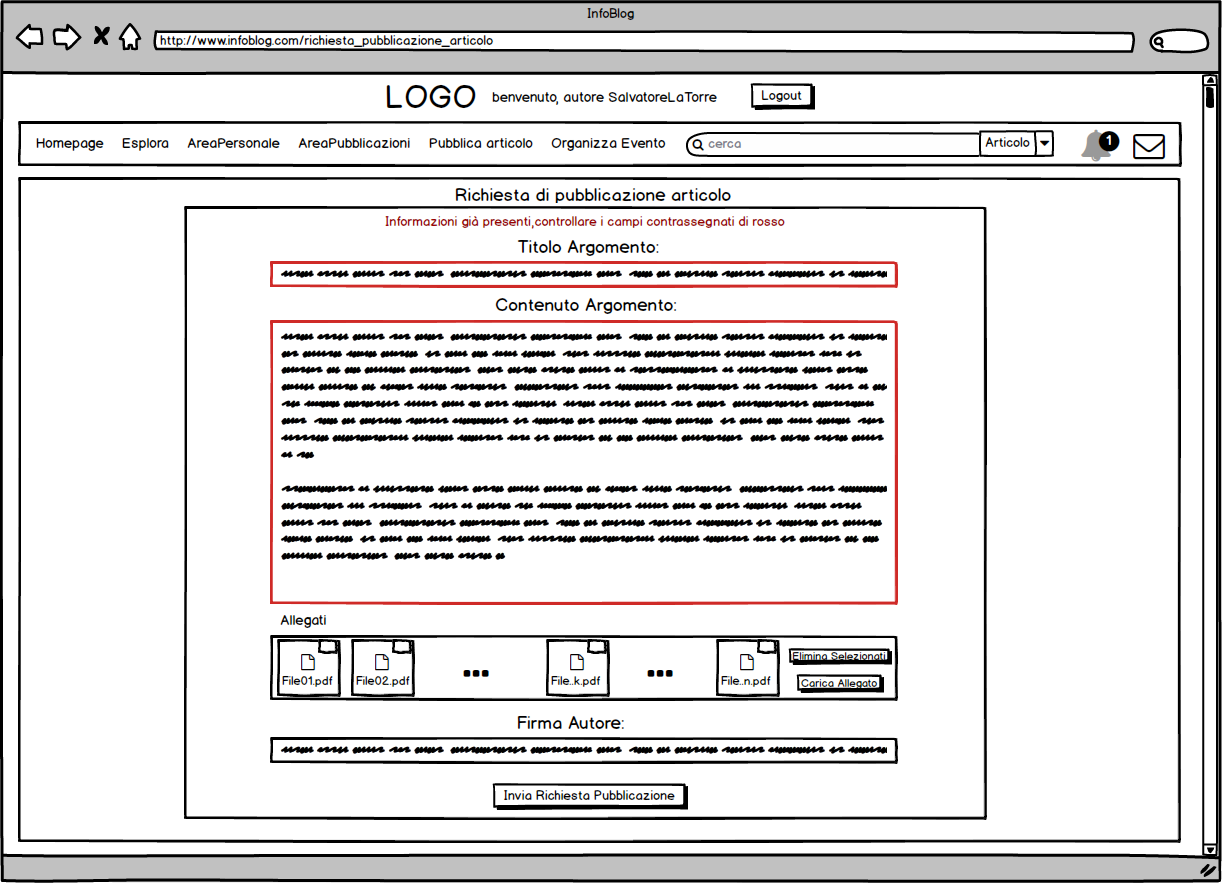 InfoBlog
http://www.infoblog.com/richiesta_pubblicazione_articolo
LOGO benvenuto, autore SalvatoreLaTorre Logout
Homepage Esplora AreaPersonale AreaPubblicazioni Pubblica articolo Organizza Evento cerca Articolo 1
Richiesta di pubblicazione articolo
Informazioni già presenti,controllare i campi contrassegnati di rosso
Titolo Argomento:
Contenuto Argomento:
Allegati
File01.pdf File02.pdf ... File..k.pdf ... File..n.pdf
Elimina Selezionati
Carica Allegato
Firma Autore:
Invia Richiesta Pubblicazione